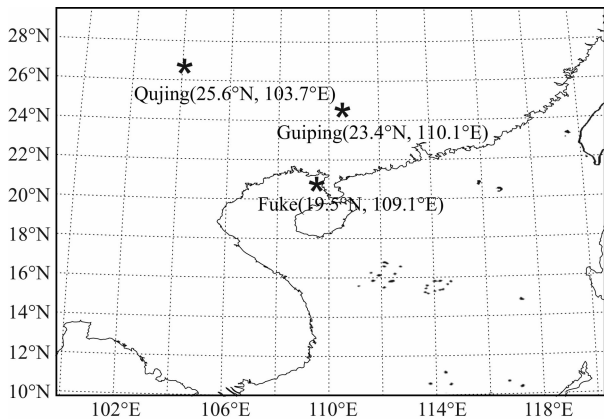 28°N
26°N
Qujing(25.6°N, 103.7°E)
24°N
Guiping(23.4°N, 110.1°E)
22°N
20°N
Fuke(19.5°N, 109.1°E)
18°N
16°N
14°N
12°N
10°N
102°E 106°E 110°E 114°E 118°E